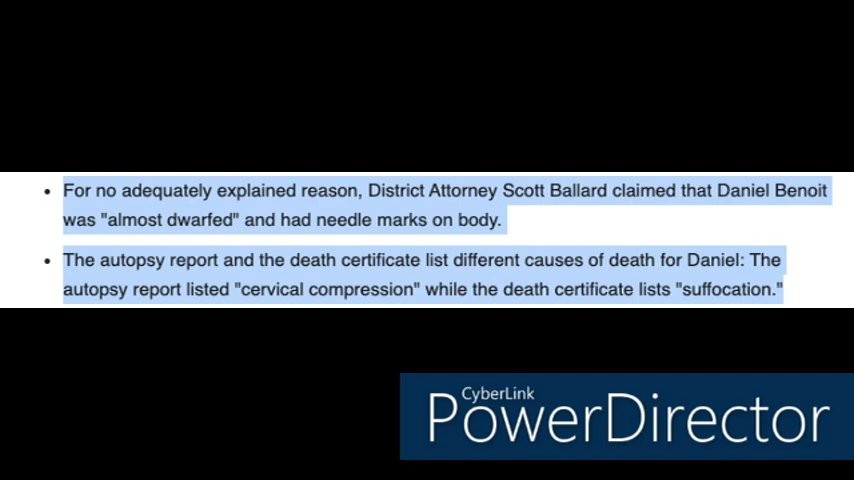 • For no adequately explained reason, District Attorney Scott Ballard claimed that Daniel Benoit
was "almost dwarfed" and had needle marks on body.
• The autopsy report and the death certificate list different causes of death for Daniel: The
autopsy report listed "cervical compression" while the death certificate lists "suffocation."
CyberLink
PowerDirector